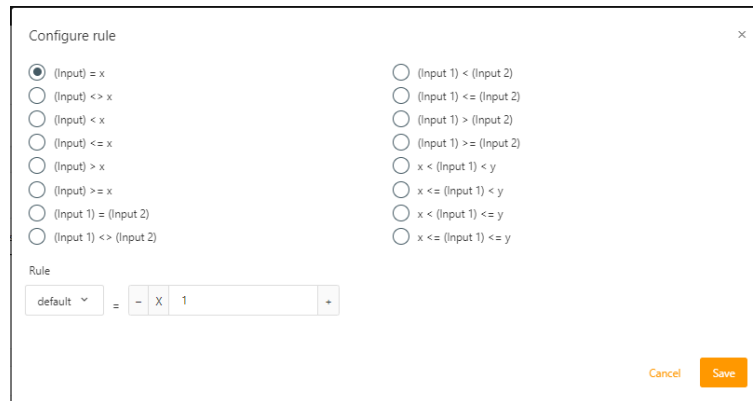 Configure rule
×
(Input) = x
(Input) <> x
(Input) < x
(Input) <= x
(Input) > x
(Input) >= x
(Input 1) = (Input 2)
(Input 1) <> (Input 2)
(Input 1) < (Input 2)
(Input 1) <= (Input 2)
(Input 1) > (Input 2)
(Input 1) >= (Input 2)
x < (Input 1) < y
x <= (Input 1) < y
x < (Input 1) <= y
x <= (Input 1) <= y
Rule
default = − X 1 +
Cancel Save